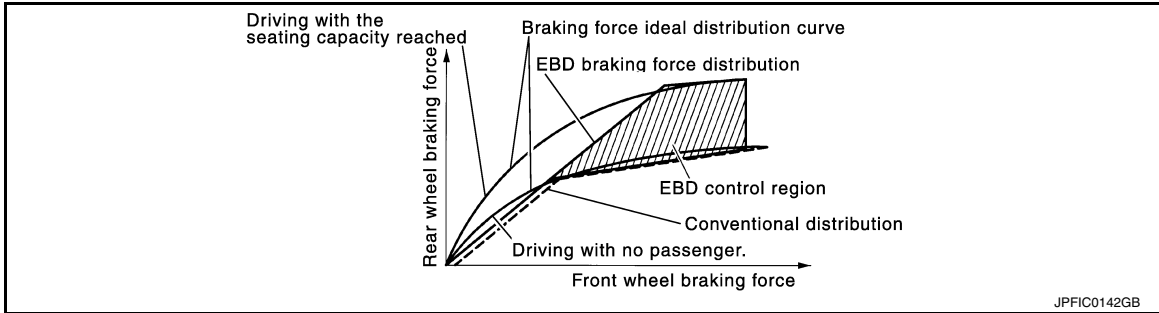 Driving with the
seating capacity reached
Braking force ideal distribution curve
EBD braking force distribution
Rear wheel braking force
EBD control region
Conventional distribution
Driving with no passenger.
Front wheel braking force
JPFIC0142GB